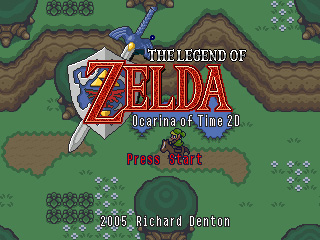 THE LEGEND OF
ZELDA
Ocarina of Time 2D
Press Start
2005 Richard Denton